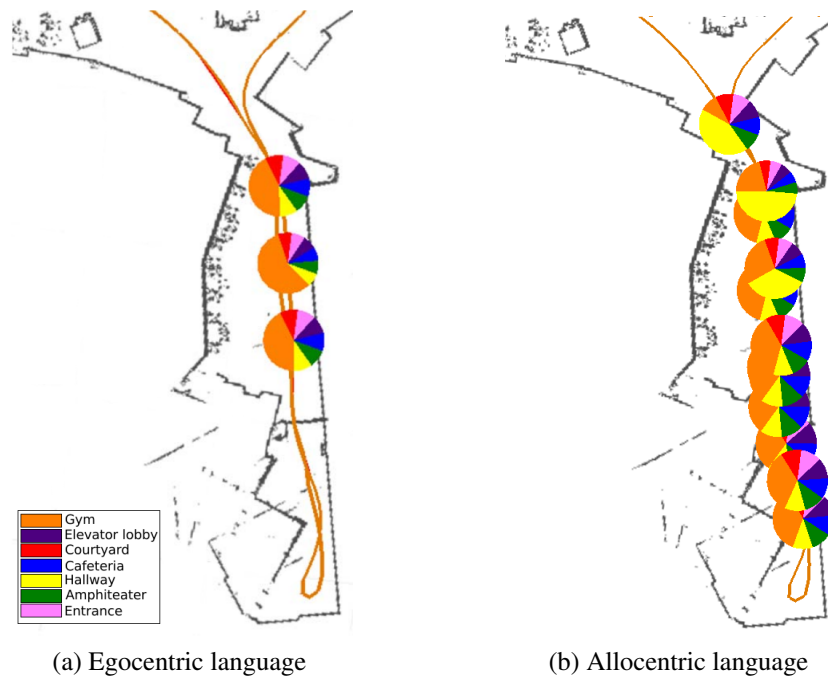 Gym
Elevator lobby
Courtyard
Cafeteria
Hallway
Amphiteater
Entrance
(a) Egocentric language
(b) Allocentric language